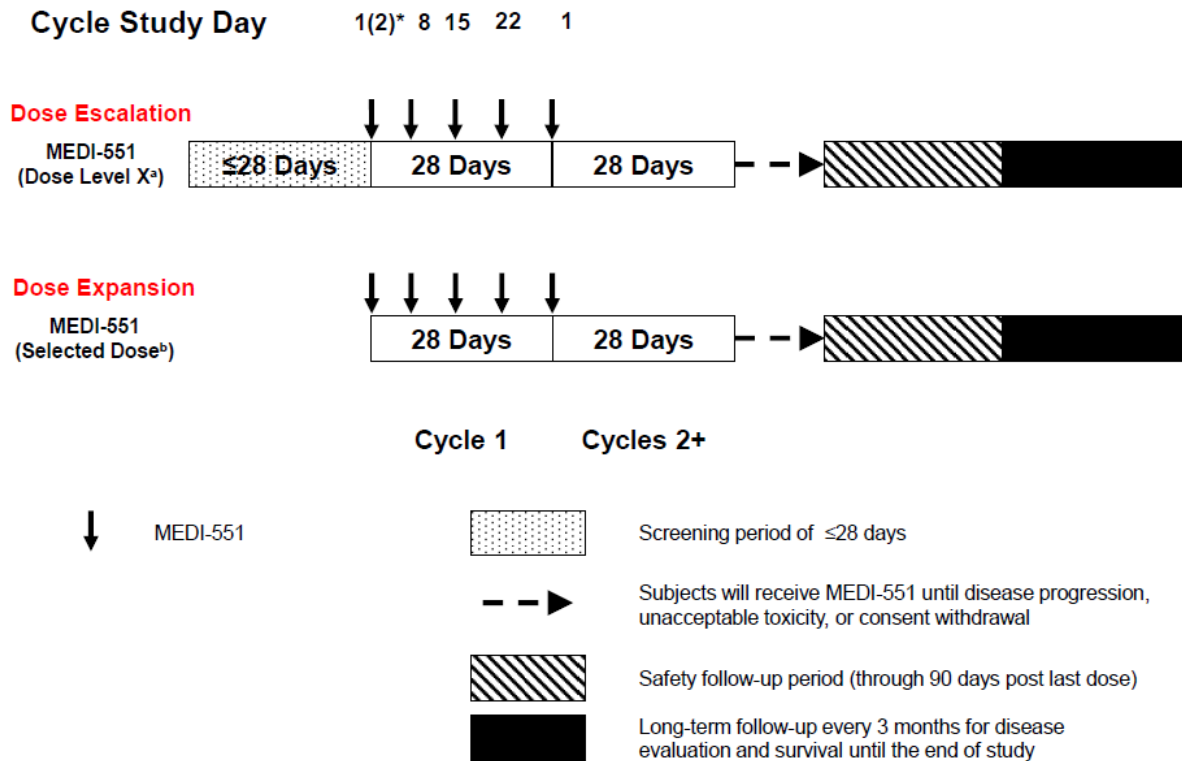 Cycle Study Day 1(2)* 8 15 22 1
Dose Escalation
MEDI-551
(Dose Level Xᵃ)
≤28 Days 28 Days 28 Days
Dose Expansion
MEDI-551
(Selected Doseᵇ)
28 Days 28 Days
Cycle 1 Cycles 2+
MEDI-551
Screening period of ≤28 days
Subjects will receive MEDI-551 until disease progression,
unacceptable toxicity, or consent withdrawal
Safety follow-up period (through 90 days post last dose)
Long-term follow-up every 3 months for disease
evaluation and survival until the end of study